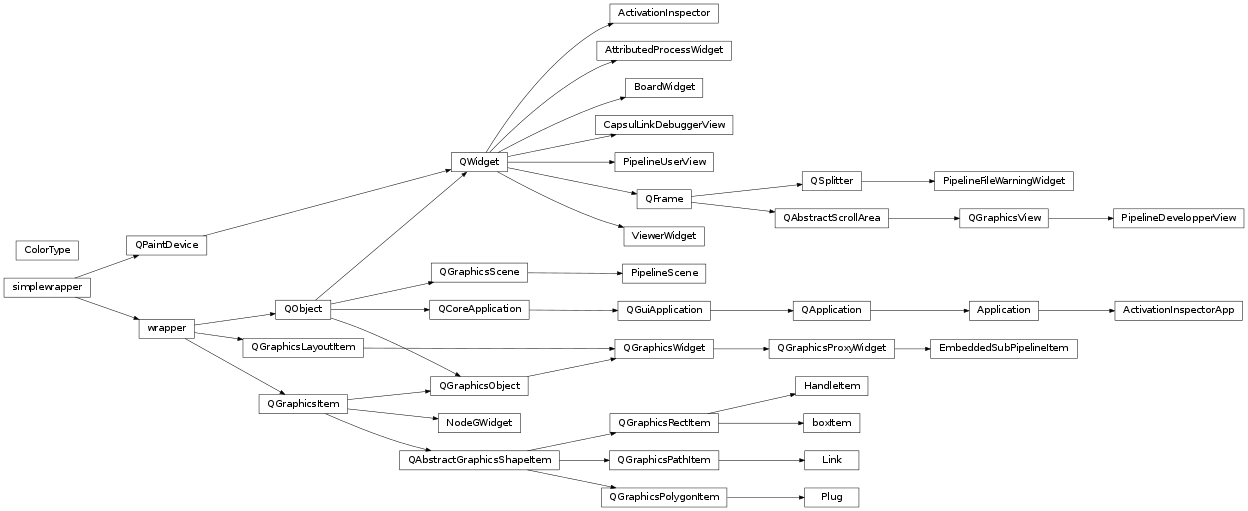 ActivationInspector
AttributedProcessWidget
BoardWidget
CapsulLinkDebuggerView
QWidget
PipelineUserView
QSplitter
PipelineFileWarningWidget
QFrame
QAbstractScrollArea
QGraphicsView
PipelineDevelopperView
ViewerWidget
QPaintDevice
ColorType
QGraphicsScene
PipelineScene
simplewrapper
QObject
QCoreApplication
QGuiApplication
QApplication
Application
ActivationInspectorApp
wrapper
QGraphicsLayoutItem
QGraphicsWidget
QGraphicsProxyWidget
EmbeddedSubPipelineItem
QGraphicsObject
HandleItem
QGraphicsItem
NodeGWidget
QGraphicsRectItem
boxItem
QAbstractGraphicsShapeItem
QGraphicsPathItem
Link
QGraphicsPolygonItem
Plug